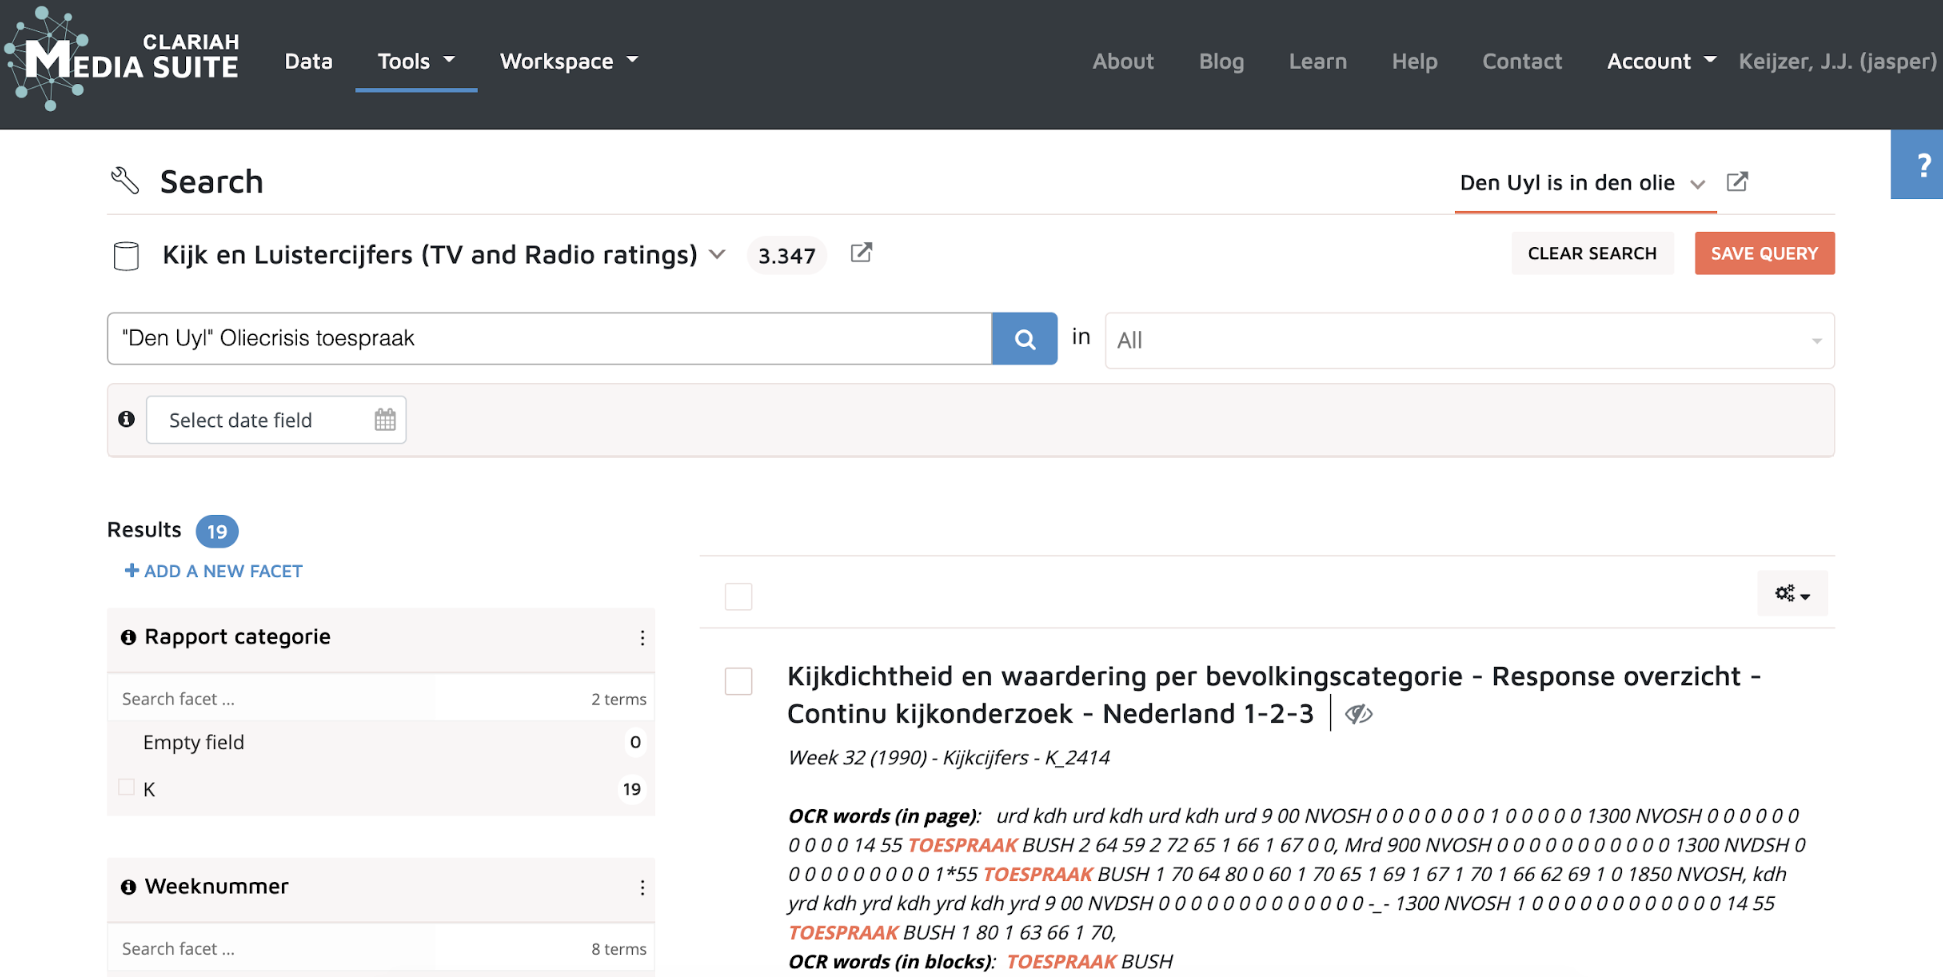 CLARIAH
MEDIA SUITE
Data
Tools
Workspace
About
Blog
Learn
Help
Contact
Account
Keijzer, J.J. (jasper)
?
Search
Den Uyl is in den olie
Kijk en Luistercijfers (TV and Radio ratings)
3.347
CLEAR SEARCH
SAVE QUERY
"Den Uyl" Oliecrisis toespraak
in
All
Select date field
Results 19
+ ADD A NEW FACET
Rapport categorie
Search facet ...
2 terms
Empty field
0
K
19
Weeknummer
Search facet ...
8 terms
Kijkdichtheid en waardering per bevolkingscategorie - Response overzicht -
Continu kijkonderzoek - Nederland 1-2-3
Week 32 (1990) - Kijkcijfers - K_2414
OCR words (in page): urd kdh urd kdh urd kdh urd 9 00 NVOSH 0 0 0 0 0 0 0 1 0 0 0 0 0 1300 NVOSH 0 0 0 0 0 0
0 0 0 0 14 55 TOESPRAAK BUSH 2 64 59 2 72 65 1 66 1 67 0 0, Mrd 900 NVOSH 0 0 0 0 0 0 0 0 0 0 0 1300 NVDSH 0
0 0 0 0 0 0 0 0 0 1*55 TOESPRAAK BUSH 1 70 64 80 0 60 1 70 65 1 69 1 67 1 70 1 66 62 69 1 0 1850 NVOSH, kdh
yrd kdh yrd kdh yrd kdh yrd 9 00 NVDSH 0 0 0 0 0 0 0 0 0 0 0 0 0 -_- 1300 NVOSH 1 0 0 0 0 0 0 0 0 0 0 0 0 14 55
TOESPRAAK BUSH 1 80 1 63 66 1 70,
OCR words (in blocks): TOESPRAAK BUSH